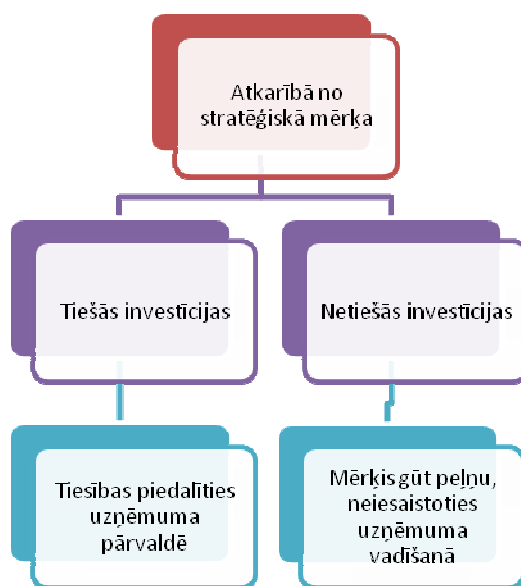 Atkarībā no
stratēģiskā mērķa
Tiešās investīcijas
Netiešās investīcijas
Tiesības piedalīties
uzņēmuma
pārvaldē
Mērķis gūt peļņu,
neiesaistoties
uzņēmuma
vadīšanā